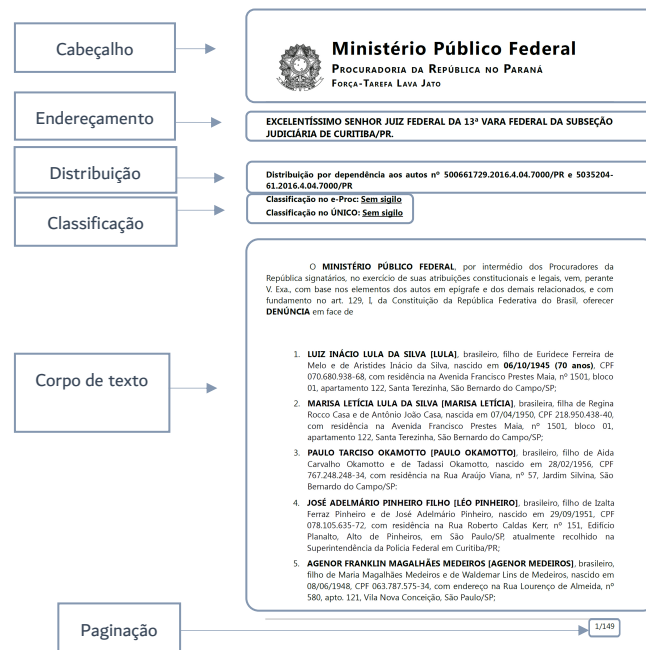 Cabeçalho
Ministério Público Federal
PROCURADORIA DA REPÚBLICA NO PARANÁ
FORÇA-TAREFA LAVA JATO
Endereçamento
EXCELENTÍSSIMO SENHOR JUIZ FEDERAL DA 13ª VARA FEDERAL DA SUBSEÇÃO
JUDICIÁRIA DE CURITIBA/PR.
Distribuição
Distribuição por dependência aos autos nº 500661729.2016.4.04.7000/PR e 5035204-
61.2016.4.04.7000/PR
Classificação
Classificação no e-Proc: Sem sigilo
Classificação no ÚNICO: Sem sigilo
O MINISTÉRIO PÚBLICO FEDERAL, por intermédio dos Procuradores da
República signatários, no exercício de suas atribuições constitucionais e legais, vem, perante
V. Exa., com base nos elementos dos autos em epígrafe e dos demais relacionados, e com
fundamento no art. 129, I, da Constituição da República Federativa do Brasil, oferecer
DENÚNCIA em face de
Corpo de texto
1. LUIZ INÁCIO LULA DA SILVA [LULA], brasileiro, filho de Euridece Ferreira de
Melo e de Aristides Inácio da Silva, nascido em 06/10/1945 (70 anos), CPF
070.680.938-68, com residência na Avenida Francisco Prestes Maia, nº 1501, bloco
01, apartamento 122, Santa Terezinha, São Bernardo do Campo/SP;
2. MARISA LETÍCIA LULA DA SILVA [MARISA LETÍCIA], brasileira, filha de Regina
Rocco Casa e de Antônio João Casa, nascida em 07/04/1950, CPF 218.950.438-40,
com residência na Avenida Francisco Prestes Maia, nº 1501, bloco 01,
apartamento 122, Santa Terezinha, São Bernardo do Campo/SP;
3. PAULO TARCISO OKAMOTTO [PAULO OKAMOTTO], brasileiro, filho de Aida
Carvalho Okamotto e de Tadassi Okamotto, nascido em 28/02/1956, CPF
767.248.248-34, com residência na Rua Araújo Viana, nº 57, Jardim Silvina, São
Bernardo do Campo/SP:
4. JOSÉ ADELMÁRIO PINHEIRO FILHO [LÉO PINHEIRO], brasileiro, filho de Izalta
Ferraz Pinheiro e de José Adelmário Pinheiro, nascido em 29/09/1951, CPF
078.105.635-72, com residência na Rua Roberto Caldas Kerr, nº 151, Edifício
Planalto, Alto de Pinheiros, em São Paulo/SP, atualmente recolhido na
Superintendência da Polícia Federal em Curitiba/PR;
5. AGENOR FRANKLIN MAGALHÃES MEDEIROS [AGENOR MEDEIROS], brasileiro,
filho de Maria Magalhães Medeiros e de Waldemar Lins de Medeiros, nascido em
08/06/1948, CPF 063.787.575-34, com endereço na Rua Lourenço de Almeida, nº
580, apto. 121, Vila Nova Conceição, São Paulo/SP;
Paginação
1/149